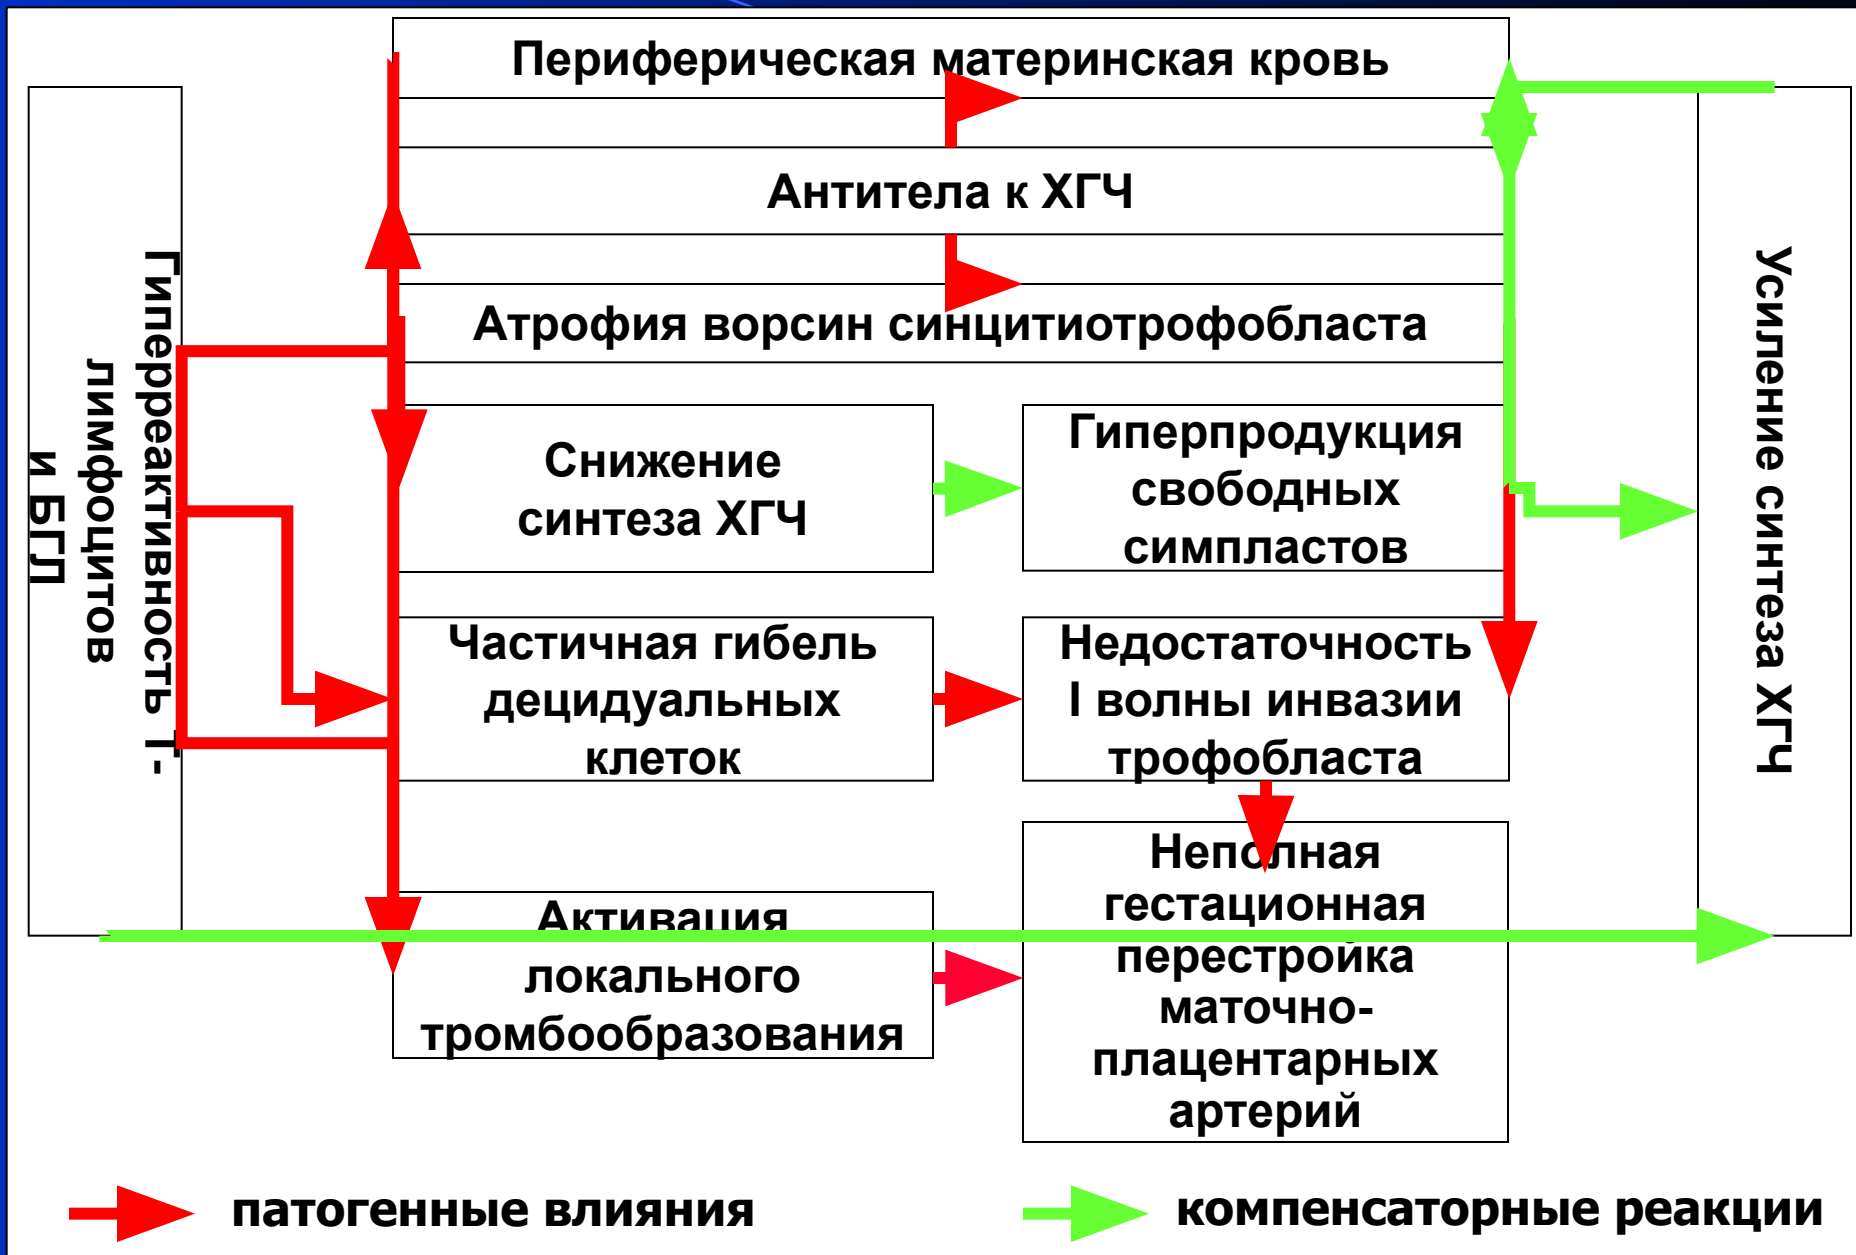 Периферическая материнская кровь
Антитела к ХГЧ
Атрофия ворсин синцитиотрофобласта
Гиперреактивность Т-
лимфоцитов
и БГЛ
Снижение
синтеза ХГЧ
Гиперпродукция
свободных
симпластов
Усиление синтеза ХГЧ
Частичная гибель
децидуальных
клеток
Недостаточность
I волны инвазии
трофобласта
Активация
локального
тромбообразования
Неполная
гестационная
перестройка
маточно-
плацентарных
артерий
патогенные влияния
компенсаторные реакции